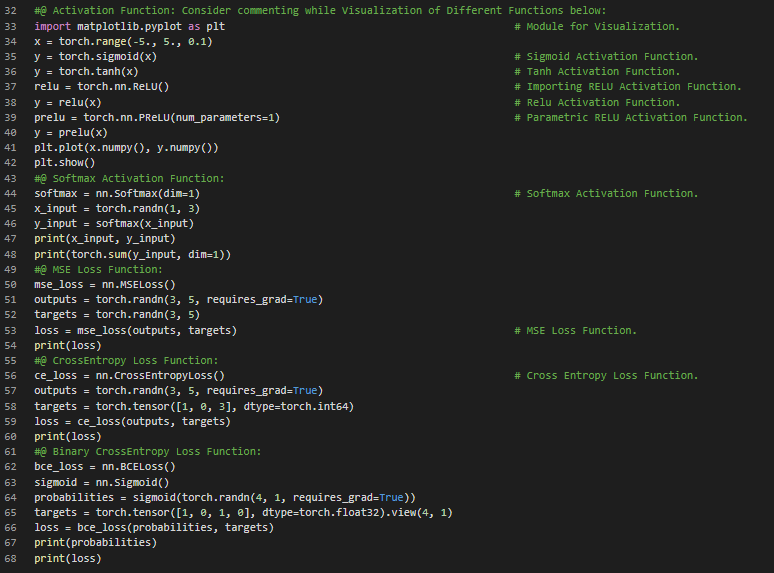 32 #@ Activation Function: Consider commenting while Visualization of Different Functions below:
33 import matplotlib.pyplot as plt # Module for Visualization.
34 x = torch.range(-5., 5., 0.1)
35 y = torch.sigmoid(x) # Sigmoid Activation Function.
36 y = torch.tanh(x) # Tanh Activation Function.
37 relu = torch.nn.ReLU() # Importing RELU Activation Function.
38 y = relu(x) # Relu Activation Function.
39 prelu = torch.nn.PReLU(num_parameters=1) # Parametric RELU Activation Function.
40 y = prelu(x)
41 plt.plot(x.numpy(), y.numpy())
42 plt.show()
43 #@ Softmax Activation Function:
44 softmax = nn.Softmax(dim=1) # Softmax Activation Function.
45 x_input = torch.randn(1, 3)
46 y_input = softmax(x_input)
47 print(x_input, y_input)
48 print(torch.sum(y_input, dim=1))
49 #@ MSE Loss Function:
50 mse_loss = nn.MSELoss()
51 outputs = torch.randn(3, 5, requires_grad=True)
52 targets = torch.randn(3, 5)
53 loss = mse_loss(outputs, targets) # MSE Loss Function.
54 print(loss)
55 #@ CrossEntropy Loss Function:
56 ce_loss = nn.CrossEntropyLoss() # Cross Entropy Loss Function.
57 outputs = torch.randn(3, 5, requires_grad=True)
58 targets = torch.tensor([1, 0, 3], dtype=torch.int64)
59 loss = ce_loss(outputs, targets)
60 print(loss)
61 #@ Binary CrossEntropy Loss Function:
62 bce_loss = nn.BCELoss()
63 sigmoid = nn.Sigmoid()
64 probabilities = sigmoid(torch.randn(4, 1, requires_grad=True))
65 targets = torch.tensor([1, 0, 1, 0], dtype=torch.float32).view(4, 1)
66 loss = bce_loss(probabilities, targets)
67 print(probabilities)
68 print(loss)